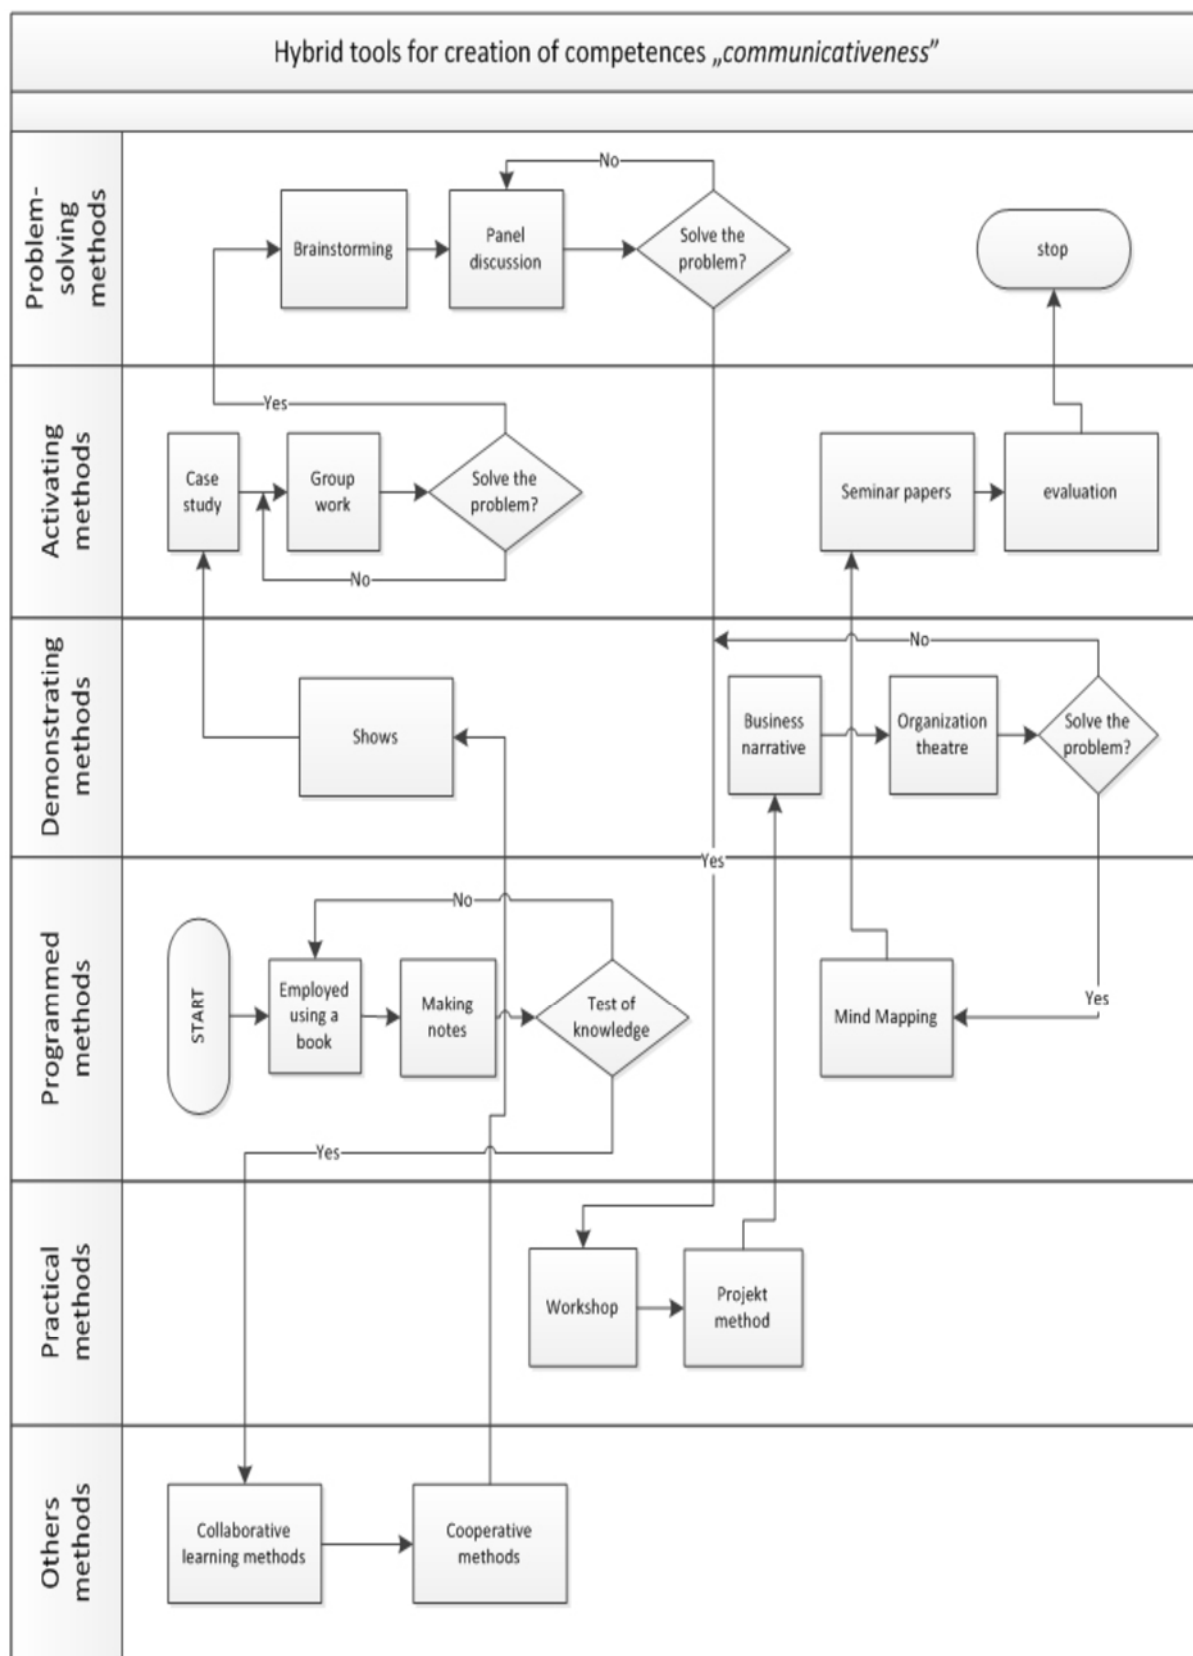 Hybrid tools for creation of competences „communicativeness”
Problem-
solving
methods
No
Brainstorming
Panel
discussion
Solve the
problem?
stop
Activating
methods
Yes
Case
study
Group
work
Solve the
problem?
No
Seminar papers
evaluation
Demonstrating
methods
No
Shows
Business
narrative
Organization
theatre
Solve the
problem?
Yes
Programmed
methods
No
START
Employed
using a
book
Making
notes
Test of
knowledge
Mind Mapping
Yes
Yes
Practical
methods
Workshop
Projekt
method
Others
methods
Collaborative
learning methods
Cooperative
methods